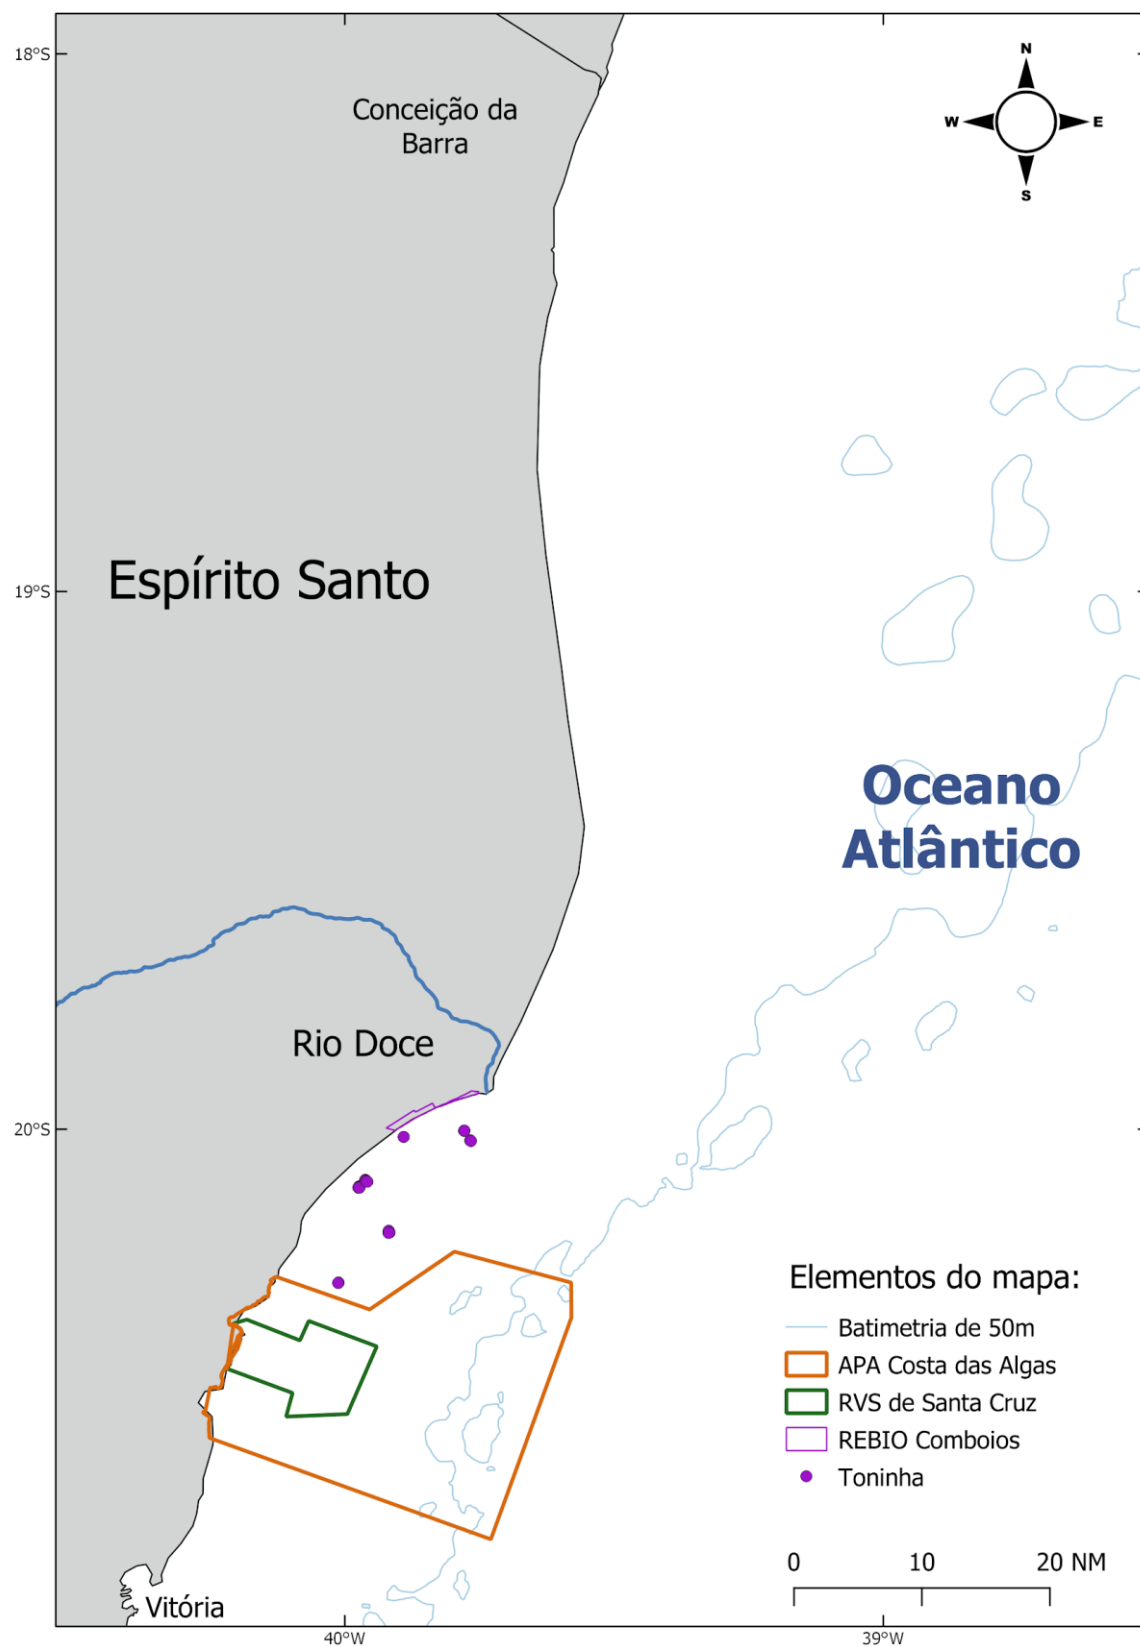 18°S
N
W
E
S
Conceição da
Barra
Espírito Santo
19°S
Oceano
Atlântico
Rio Doce
20°S
Elementos do mapa:
Batimetria de 50m
APA Costa das Algas
RVS de Santa Cruz
REBIO Comboios
Toninha
0 10 20 NM
Vitória
40°W
39°W